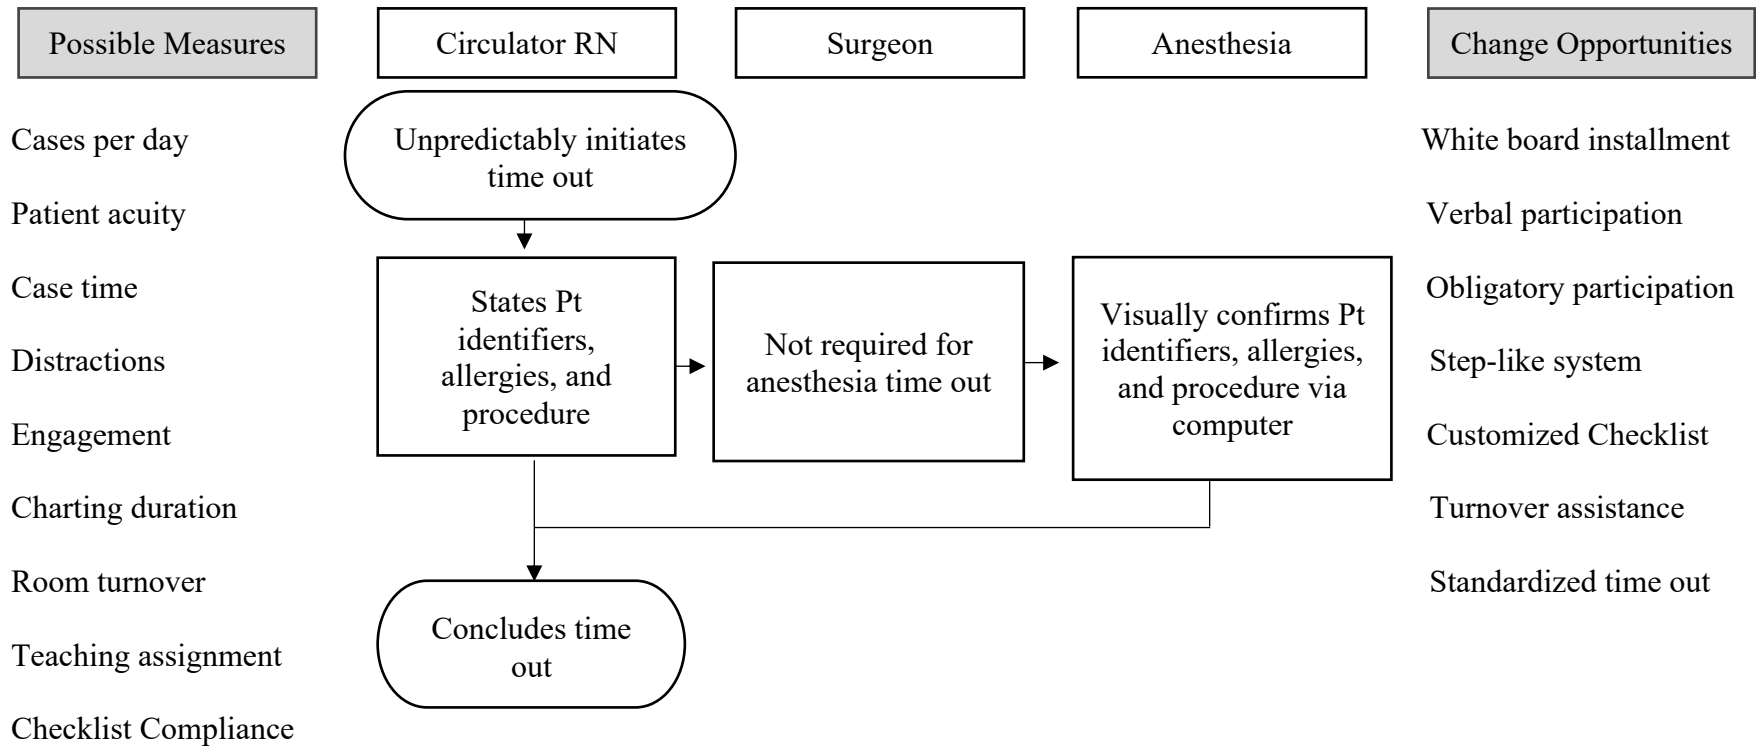 Possible Measures
Circulator RN
Surgeon
Anesthesia
Change Opportunities
Cases per day
Patient acuity
Case time
Distractions
Engagement
Charting duration
Room turnover
Teaching assignment
Checklist Compliance
Unpredictably initiates
time out
States Pt
identifiers,
allergies, and
procedure
Not required for
anesthesia time out
Visually confirms Pt
identifiers, allergies,
and procedure via
computer
Concludes time
out
White board installment
Verbal participation
Obligatory participation
Step-like system
Customized Checklist
Turnover assistance
Standardized time out